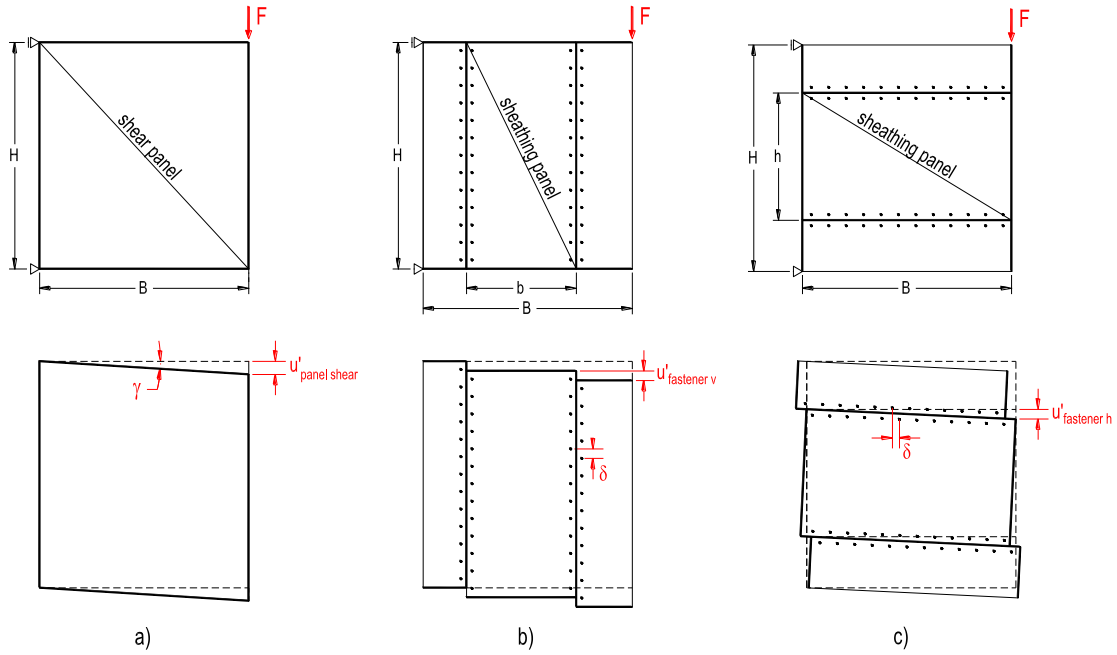 F
H
shear panel
B
F
H
sheathing panel
b
B
F
H
h
sheathing panel
B
u'panel shear
γ
u'fastener v
δ
u'fastener h
δ
a)
b)
c)